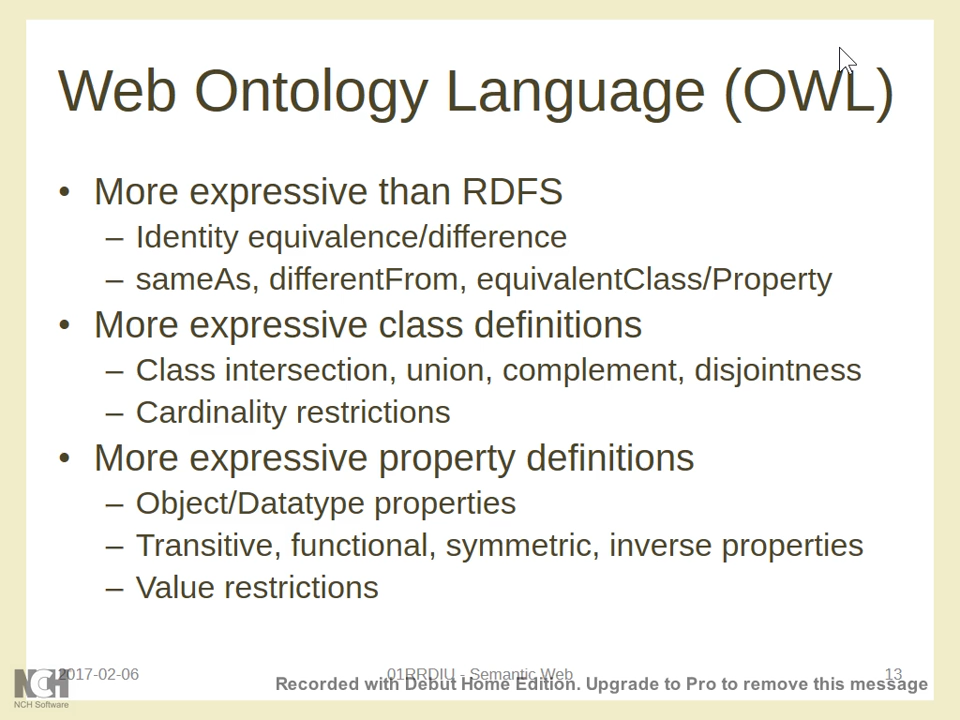 Web Ontology Language (OWL)
• More expressive than RDFS
– Identity equivalence/difference
– sameAs, differentFrom, equivalentClass/Property
• More expressive class definitions
– Class intersection, union, complement, disjointness
– Cardinality restrictions
• More expressive property definitions
– Object/Datatype properties
– Transitive, functional, symmetric, inverse properties
– Value restrictions
2017-02-06 01RRDIU - Semantic Web 13
NCH
NCH Software
Recorded with Debut Home Edition. Upgrade to Pro to remove this message